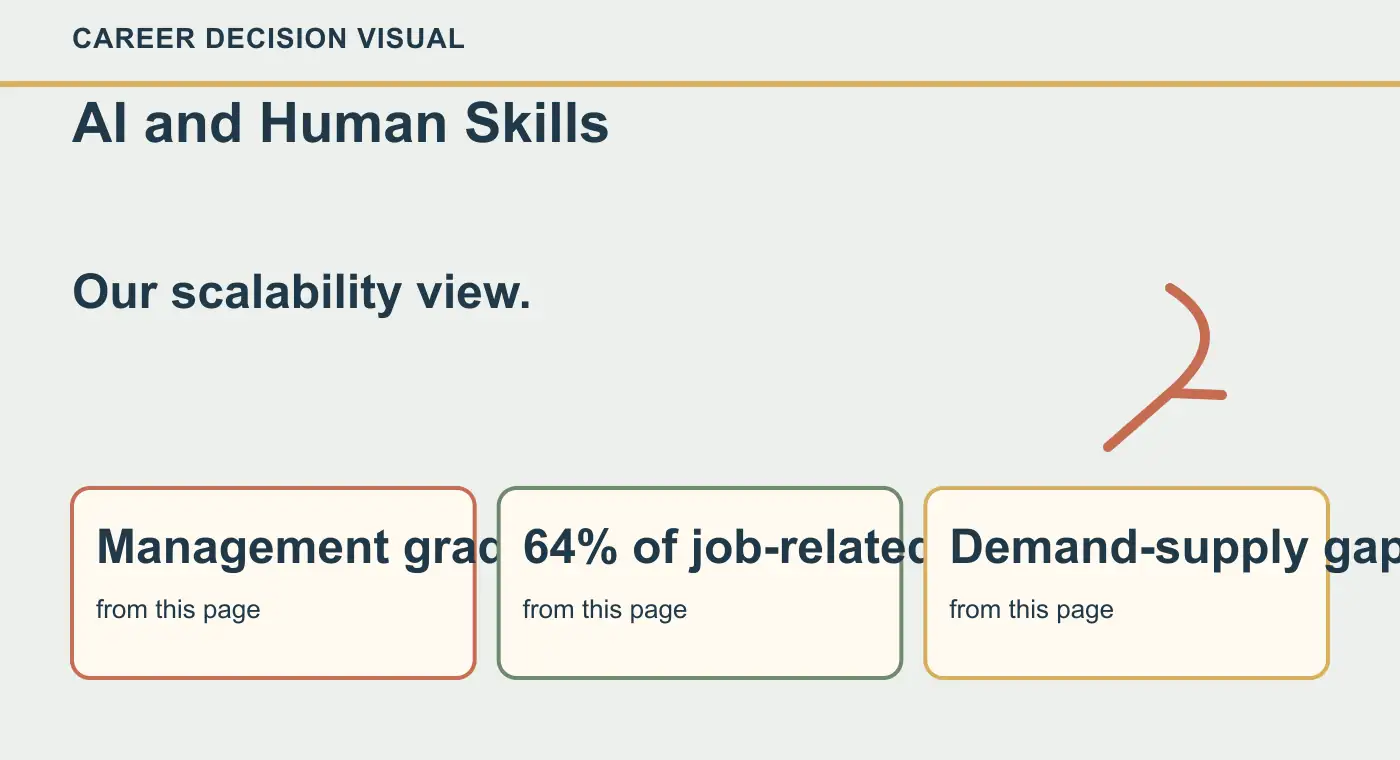 CAREER DECISION VISUAL
AI and Human Skills
Our scalability view.
Management grad
64% of job-related
Demand-supply gap
from this page
from this page
from this page